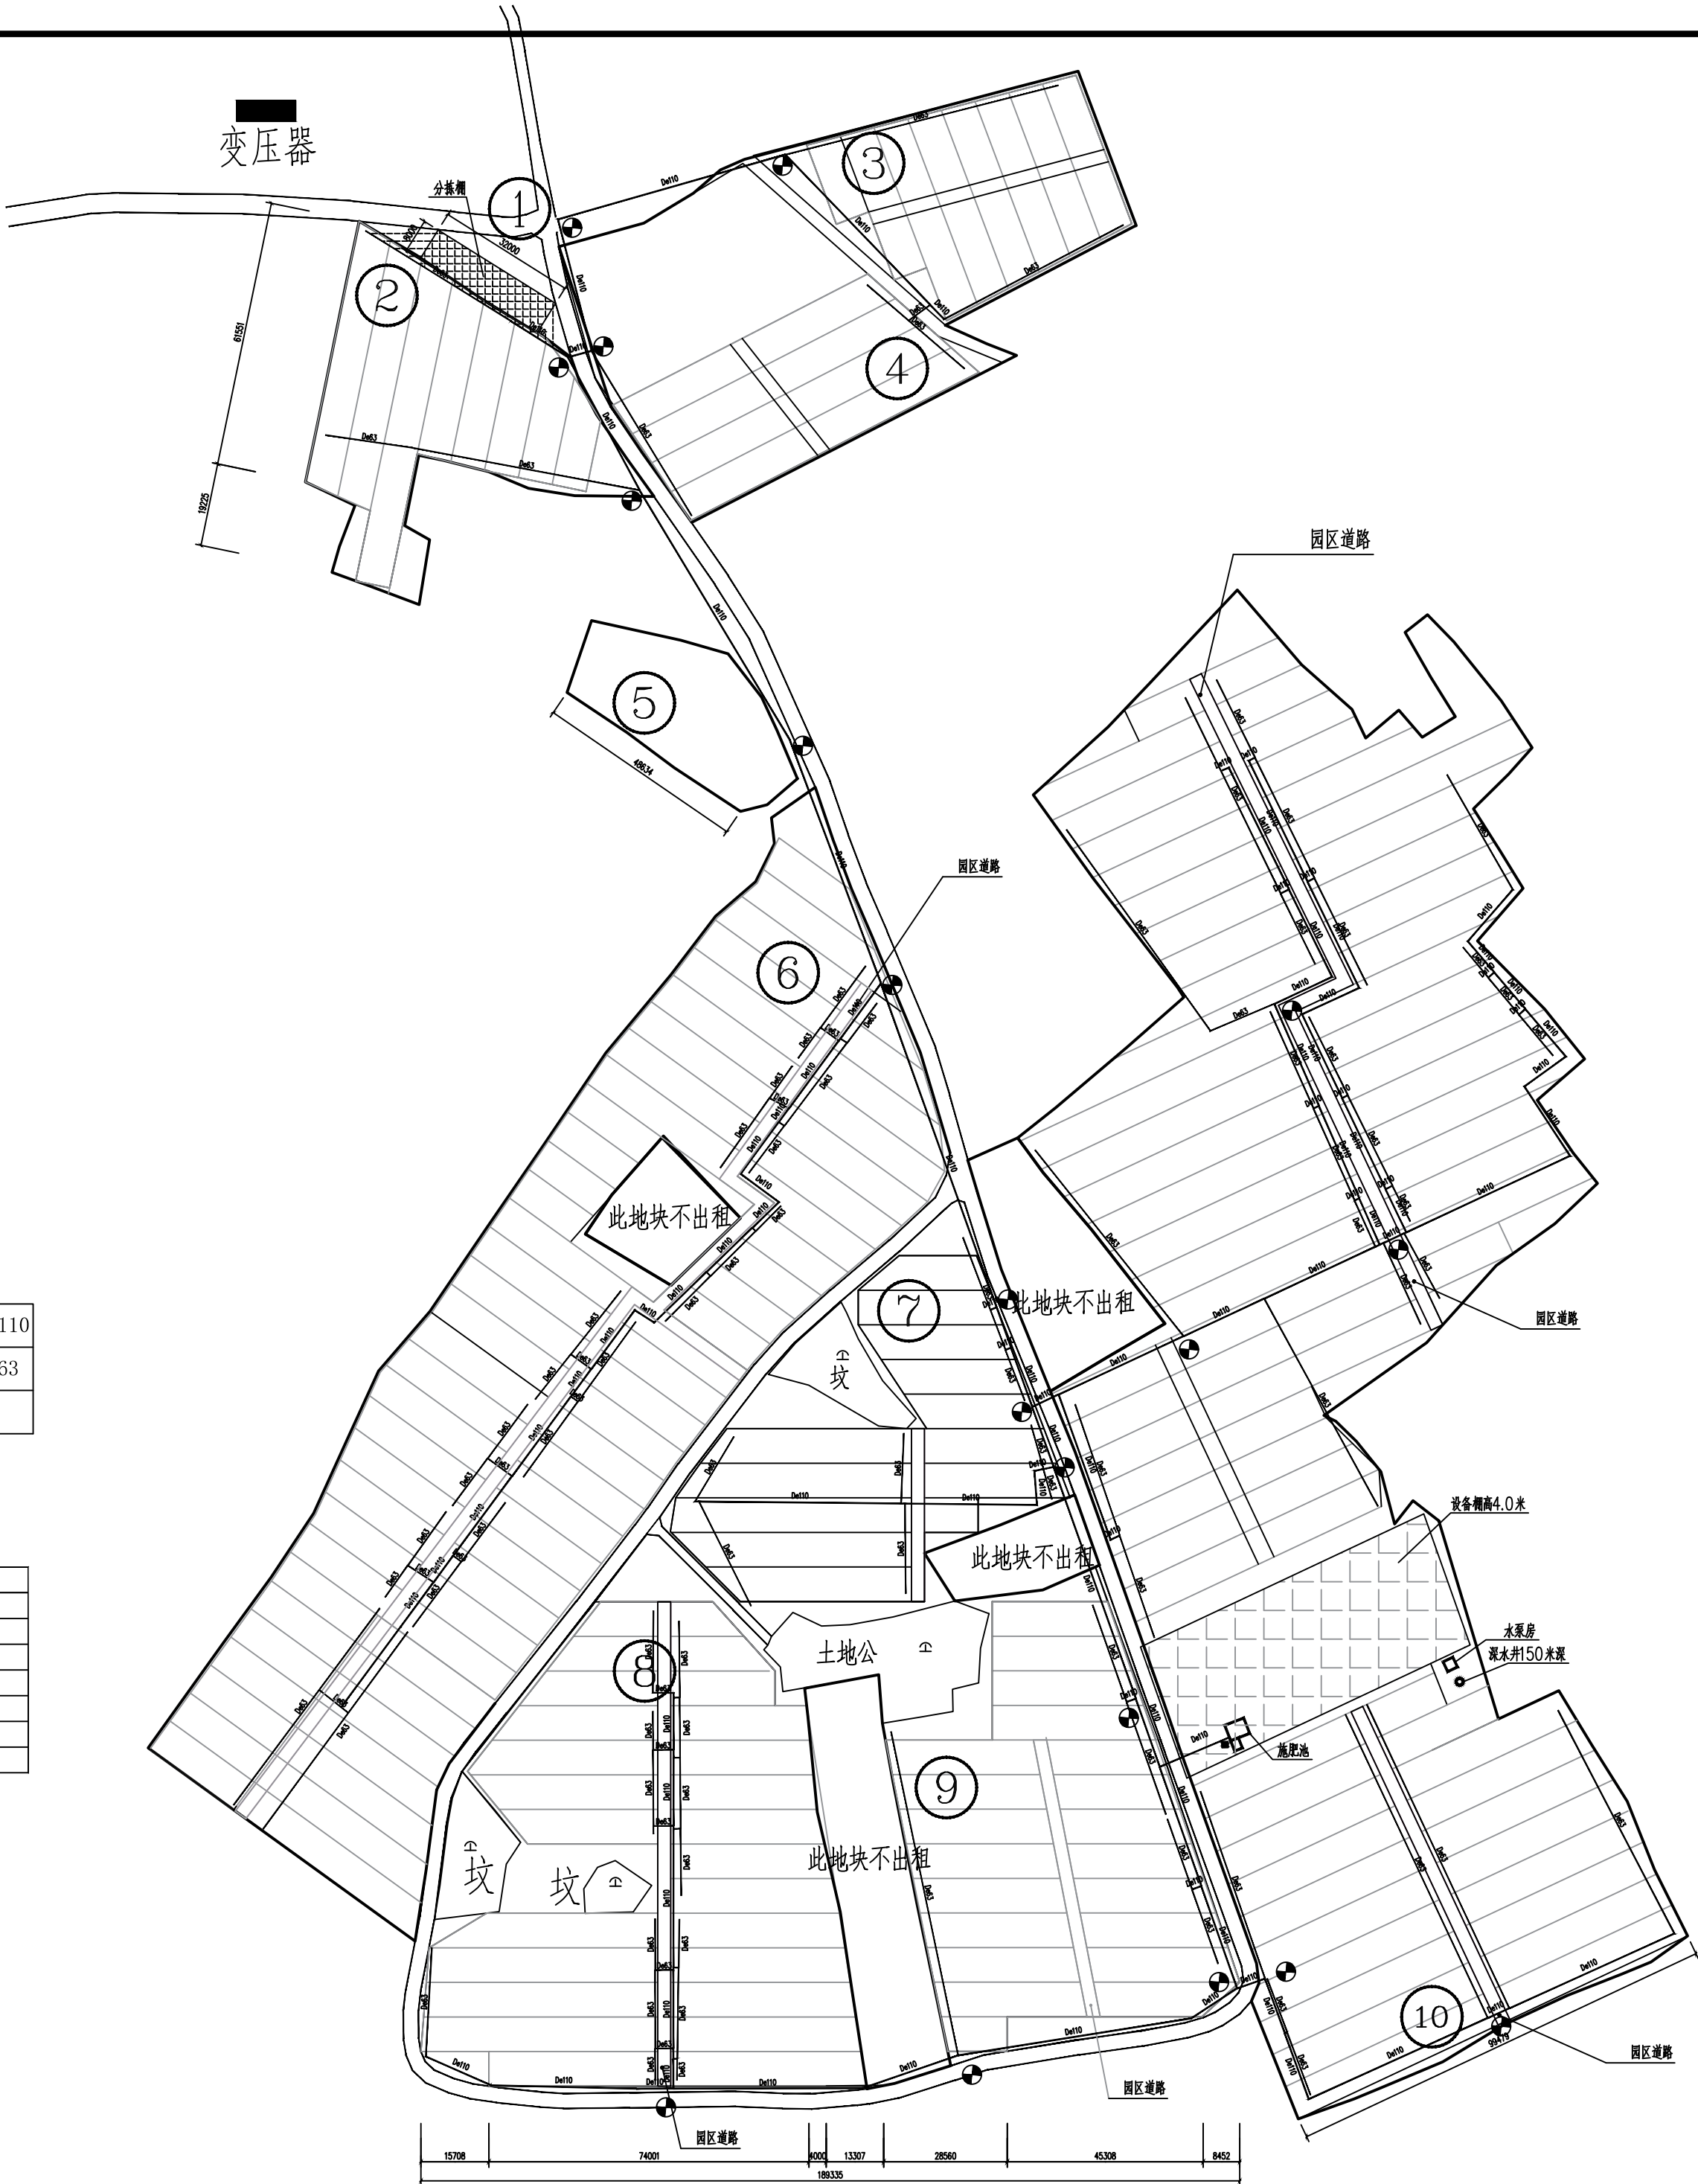 变压器
分拣棚
①
8000
32000
②
③
④
61551
19225
园区道路
⑤
48634
园区道路
⑥
此地块不出租
110
63
⑦
此地块不出租
坟
园区道路
设备棚高4.0米
此地块不出租
水泵房
深水井150米深
土地公
⑧
施肥池
⑨
此地块不出租
坟
坟
⑩
99479
园区道路
园区道路
园区道路
15708
74001
4000
13307
28560
45308
8452
189335
De110
De63